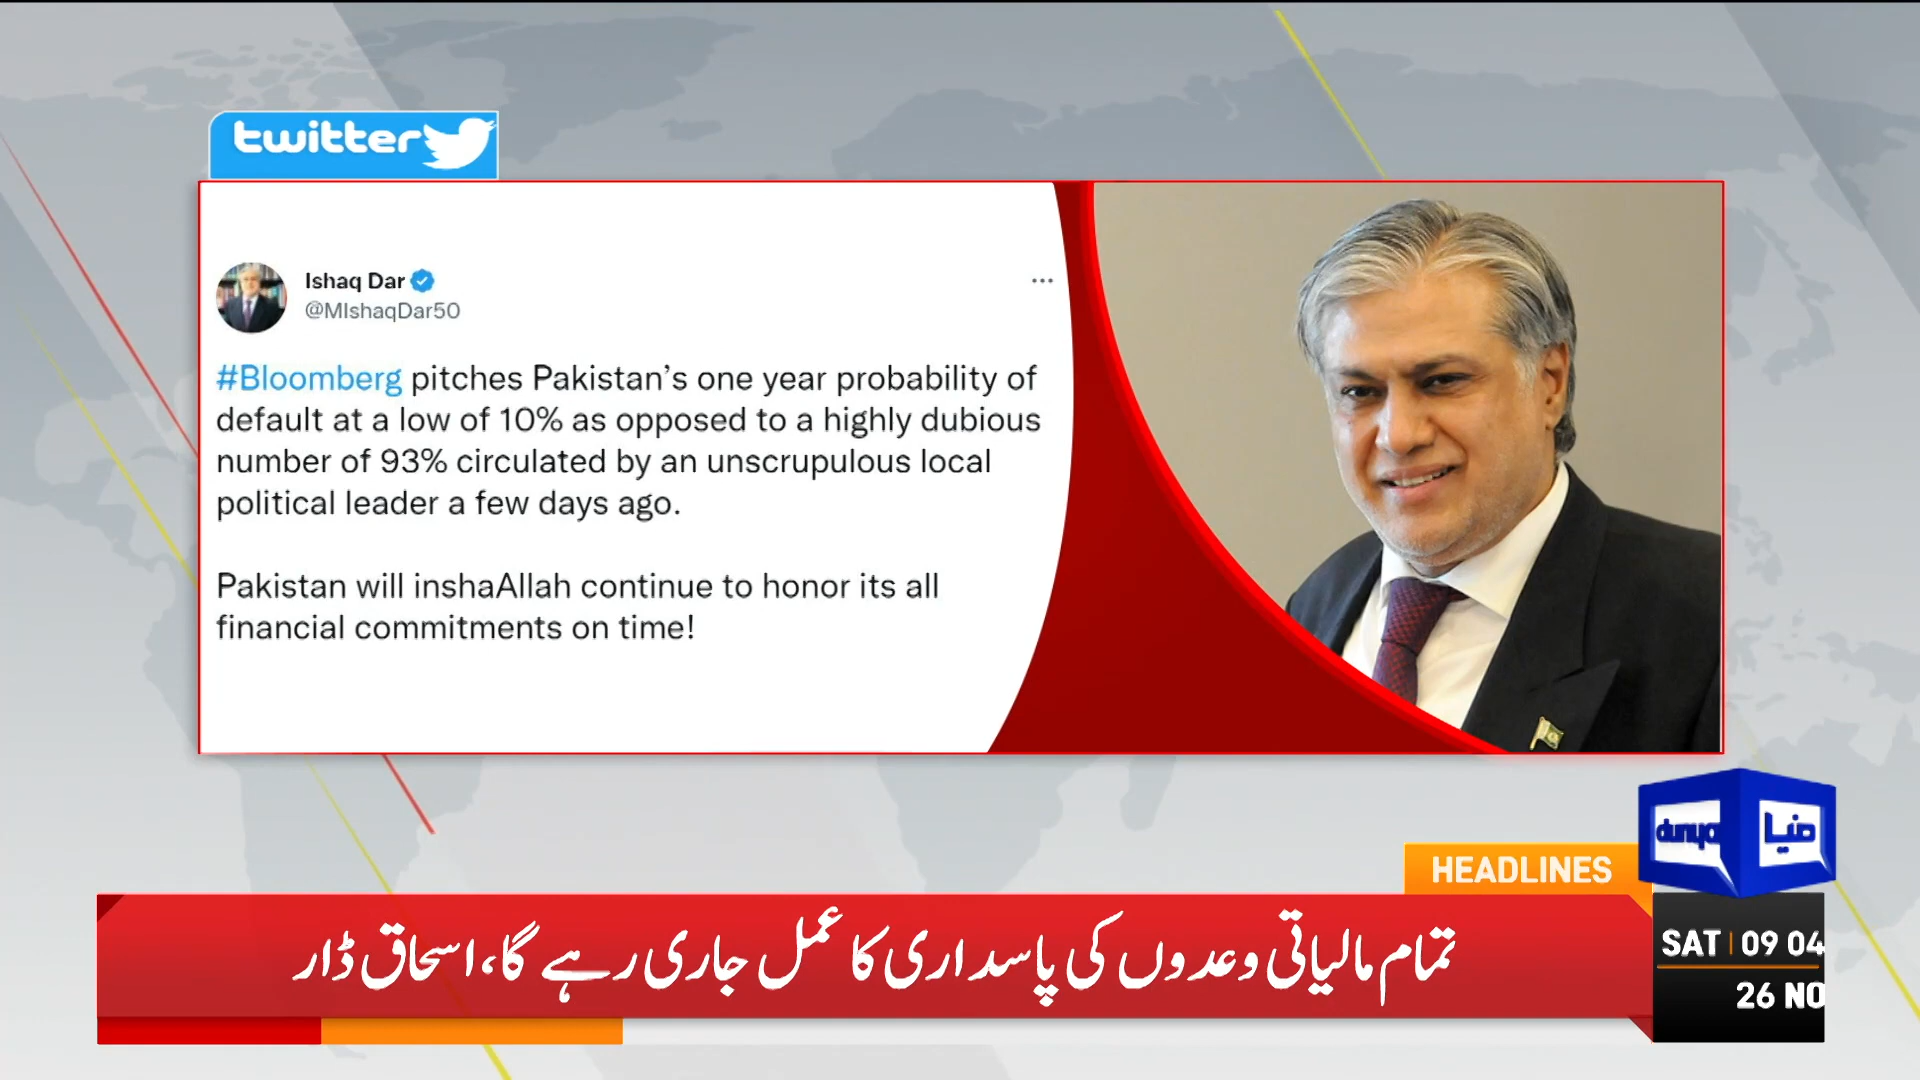 twitter
Ishaq Dar
@MIshaqDar50
#Bloomberg pitches Pakistan’s one year probability of
default at a low of 10% as opposed to a highly dubious
number of 93% circulated by an unscrupulous local
political leader a few days ago.
Pakistan will inshaAllah continue to honor its all
financial commitments on time!
dunya دنیا
HEADLINES
تمام مالیاتی وعدوں کی پاسداری کا عمل جاری رہے گا، اسحاق ڈار
SAT 09 04
26 NO